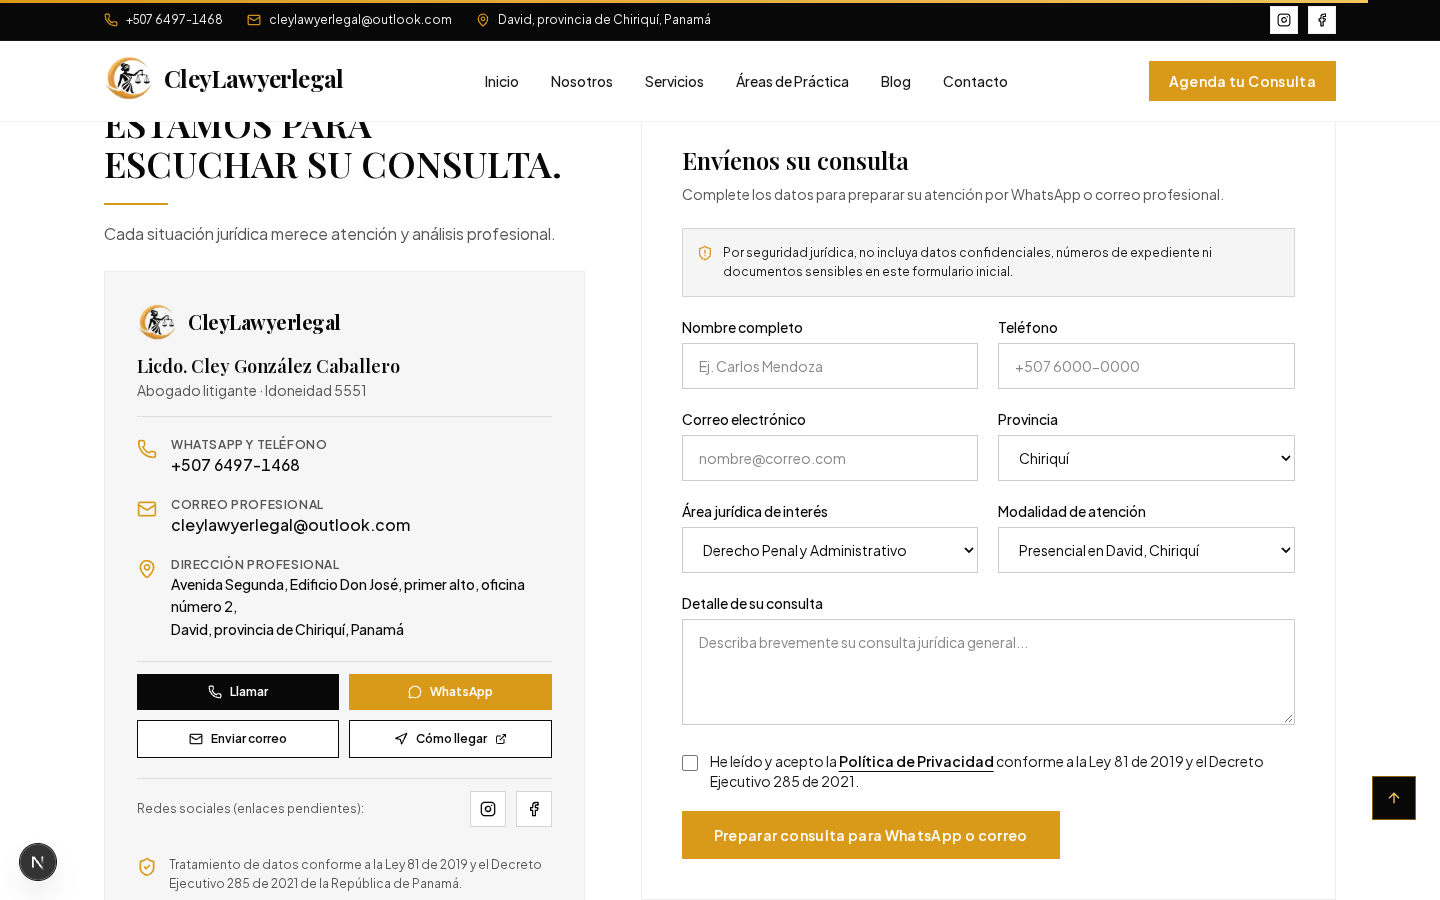 +507 6497-1468
cleylawyerlegal@outlook.com
David, provincia de Chiriquí, Panamá
CleyLawyerlegal
Inicio
Nosotros
Servicios
Áreas de Práctica
Blog
Contacto
Agenda tu Consulta
ESTAMOS PARA
ESCUCHAR SU CONSULTA.
Cada situación jurídica merece atención y análisis profesional.
CleyLawyerlegal
Licdo. Cley González Caballero
Abogado litigante · Idoneidad 5551
WHATSAPP Y TELÉFONO
+507 6497-1468
CORREO PROFESIONAL
cleylawyerlegal@outlook.com
DIRECCIÓN PROFESIONAL
Avenida Segunda, Edificio Don José, primer alto, oficina
número 2,
David, provincia de Chiriquí, Panamá
Llamar
WhatsApp
Enviar correo
Cómo llegar
Redes sociales (enlaces pendientes):
Tratamiento de datos conforme a la Ley 81 de 2019 y el Decreto
Ejecutivo 285 de 2021 de la República de Panamá.
Envíenos su consulta
Complete los datos para preparar su atención por WhatsApp o correo profesional.
Por seguridad jurídica, no incluya datos confidenciales, números de expediente ni
documentos sensibles en este formulario inicial.
Nombre completo
Ej. Carlos Mendoza
Teléfono
+507 6000-0000
Correo electrónico
nombre@correo.com
Provincia
Chiriquí
Área jurídica de interés
Derecho Penal y Administrativo
Modalidad de atención
Presencial en David, Chiriquí
Detalle de su consulta
Describa brevemente su consulta jurídica general...
He leído y acepto la Política de Privacidad conforme a la Ley 81 de 2019 y el Decreto
Ejecutivo 285 de 2021.
Preparar consulta para WhatsApp o correo
N